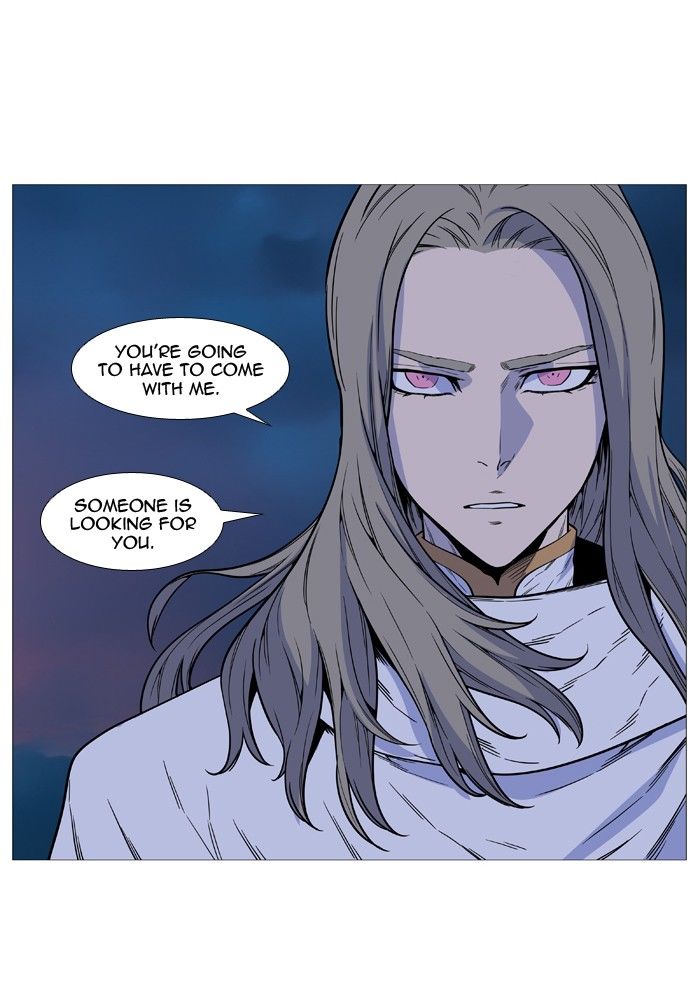 YOU'RE GOING
TO HAVE TO COME
WITH ME.
SOMEONE IS
LOOKING FOR
YOU.